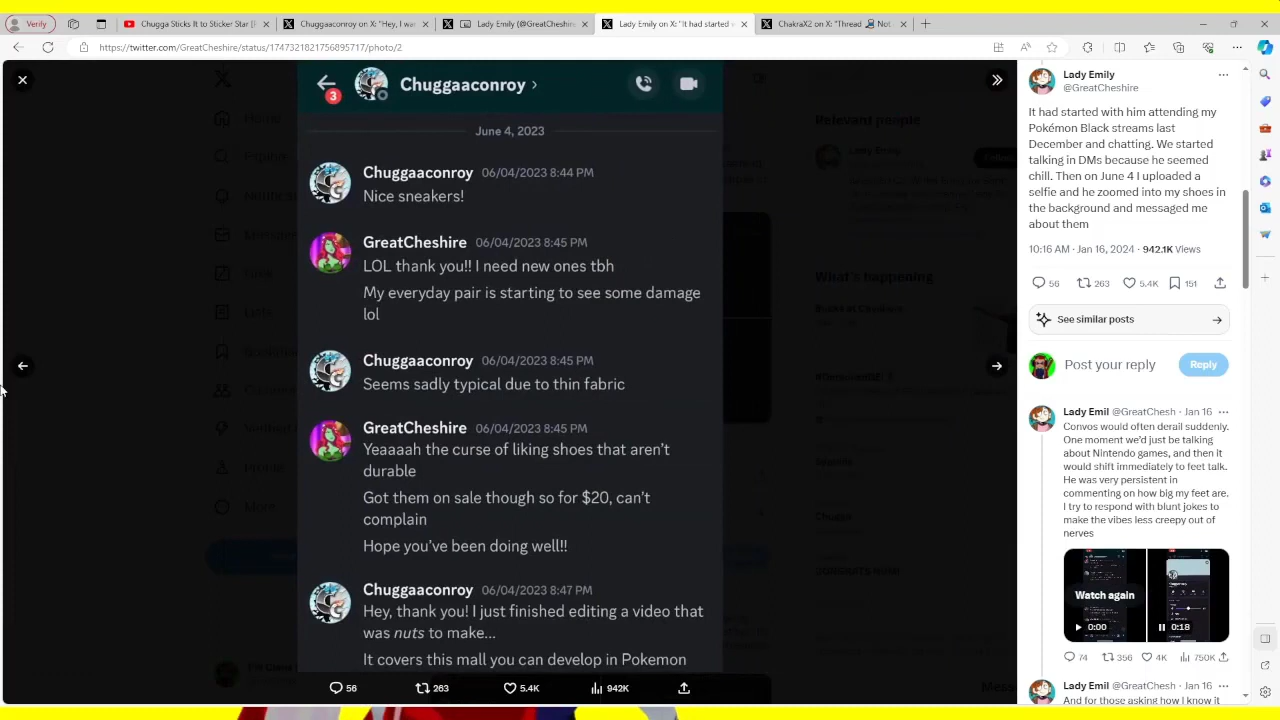 Verify
Chugga Sticks It to Sticker Star [F
Chuggaaconroy on X: "Hey, I wa
Lady Emily (@GreatCheshire
Lady Emily on X: "It had started w
ChakraX2 on X: "Thread
Not
https://twitter.com/GreatCheshire/status/1747321821756895717/photo/2
3
Chuggaaconroy
June 4, 2023
Chuggaaconroy 06/04/2023 8:44 PM
Nice sneakers!
GreatCheshire 06/04/2023 8:45 PM
LOL thank you!! I need new ones tbh
My everyday pair is starting to see some damage
lol
Chuggaaconroy 06/04/2023 8:45 PM
Seems sadly typical due to thin fabric
GreatCheshire 06/04/2023 8:45 PM
Yeaaaah the curse of liking shoes that aren't
durable
Got them on sale though so for $20, can't
complain
Hope you've been doing well!!
Chuggaaconroy 06/04/2023 8:47 PM
Hey, thank you! I just finished editing a video that
was nuts to make...
It covers this mall you can develop in Pokemon
56 263 5.4K 942K
Relevant people
What's happening
Home
More
Lady Emily
@GreatCheshire
It had started with him attending my
Pokémon Black streams last
December and chatting. We started
talking in DMs because he seemed
chill. Then on June 4 I uploaded a
selfie and he zoomed into my shoes in
the background and messaged me
about them
10:16 AM · Jan 16, 2024 · 942.1K Views
56 263 5.4K 151
See similar posts
Post your reply
Reply
Lady Emil @GreatChesh · Jan 16
Convos would often derail suddenly.
One moment we'd just be talking
about Nintendo games, and then it
would shift immediately to feet talk.
He was very persistent in
commenting on how big my feet are.
I try to respond with blunt jokes to
make the vibes less creepy out of
nerves
Watch again
0:00 0:18
74 356 4K 750K
Lady Emil @GreatChesh · Jan 16
And for those asking how I know it